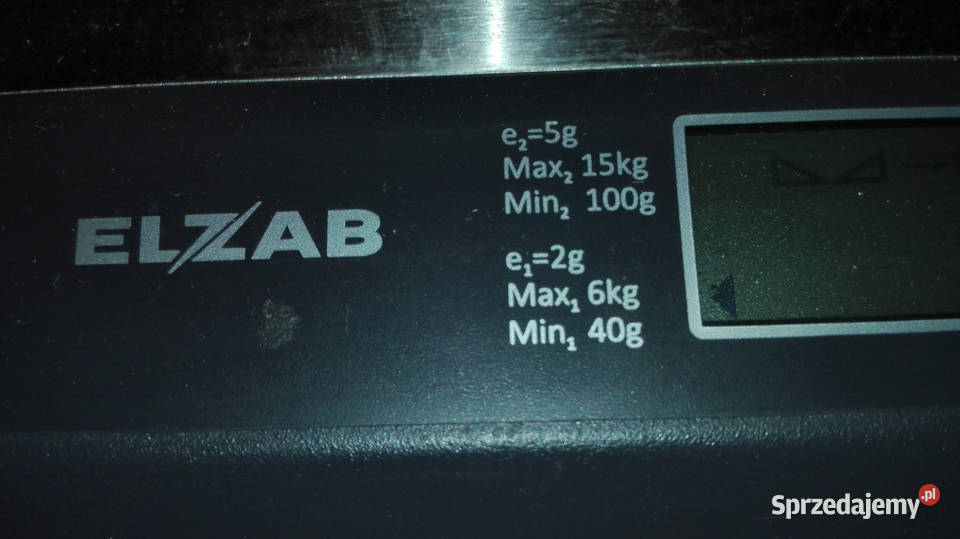 ELZAB
e₂=5g
Max₂ 15kg
Min₂ 100g
e₁=2g
Max₁ 6kg
Min₁ 40g
Sprzedajemy.pl